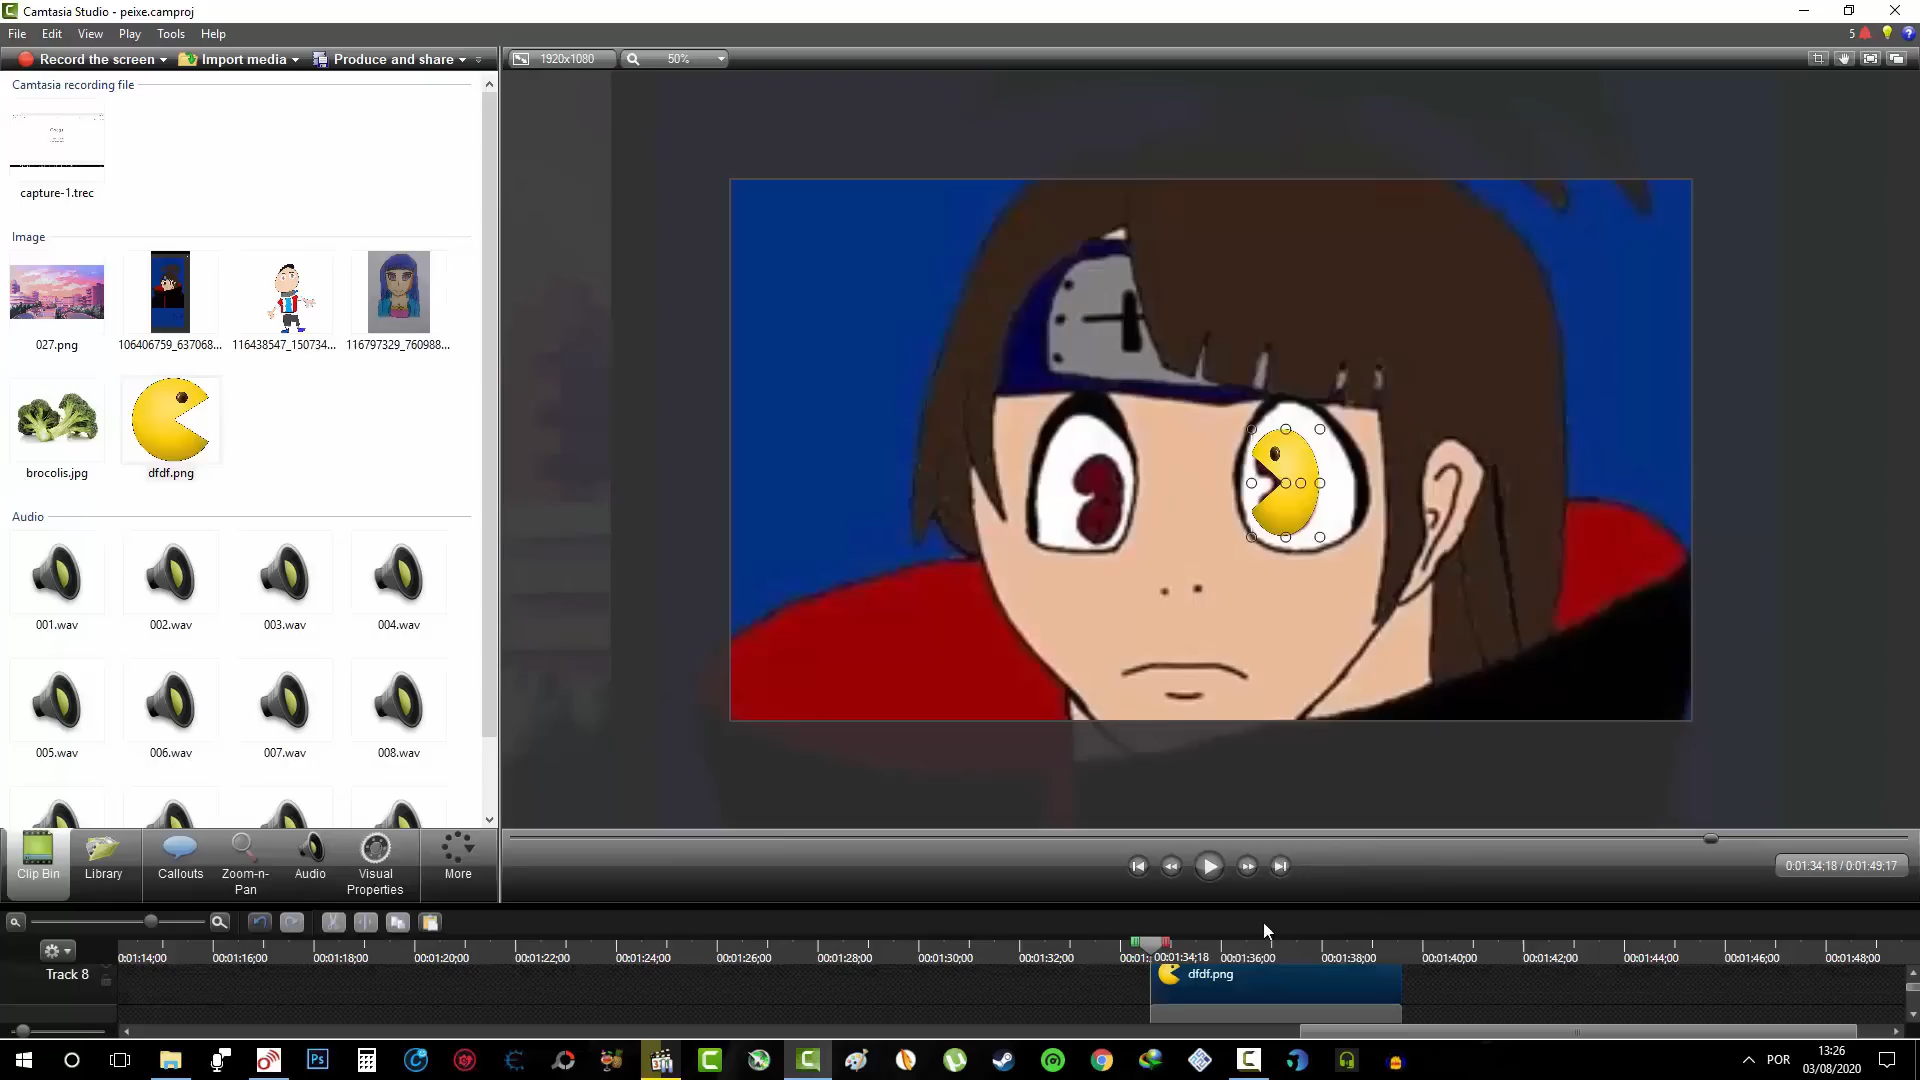 Camtasia Studio - peixe.camproj
File Edit View Play Tools Help
5
Record the screen Import media Produce and share
1920x1080 50%
Camtasia recording file
capture-1.trec
Image
027.png 106406759_637068... 116438547_150734... 116797329_760988...
brocolis.jpg dfdf.png
Audio
001.wav 002.wav 003.wav 004.wav
005.wav 006.wav 007.wav 008.wav
Clip Bin Library Callouts Zoom-n-Pan Audio Visual Properties More
0:01:34;18 / 0:01:49;17
0:01:14;00 00:01:16;00 00:01:18;00 00:01:20;00 00:01:22;00 00:01:24;00 00:01:26;00 00:01:28;00 00:01:30;00 00:01:32;00 00:01: 00:01:34;18 00:01:36;00 00:01:38;00 00:01:40;00 00:01:42;00 00:01:44;00 00:01:46;00 00:01:48;00
Track 8 dfdf.png
Ps
POR
13:26
03/08/2020